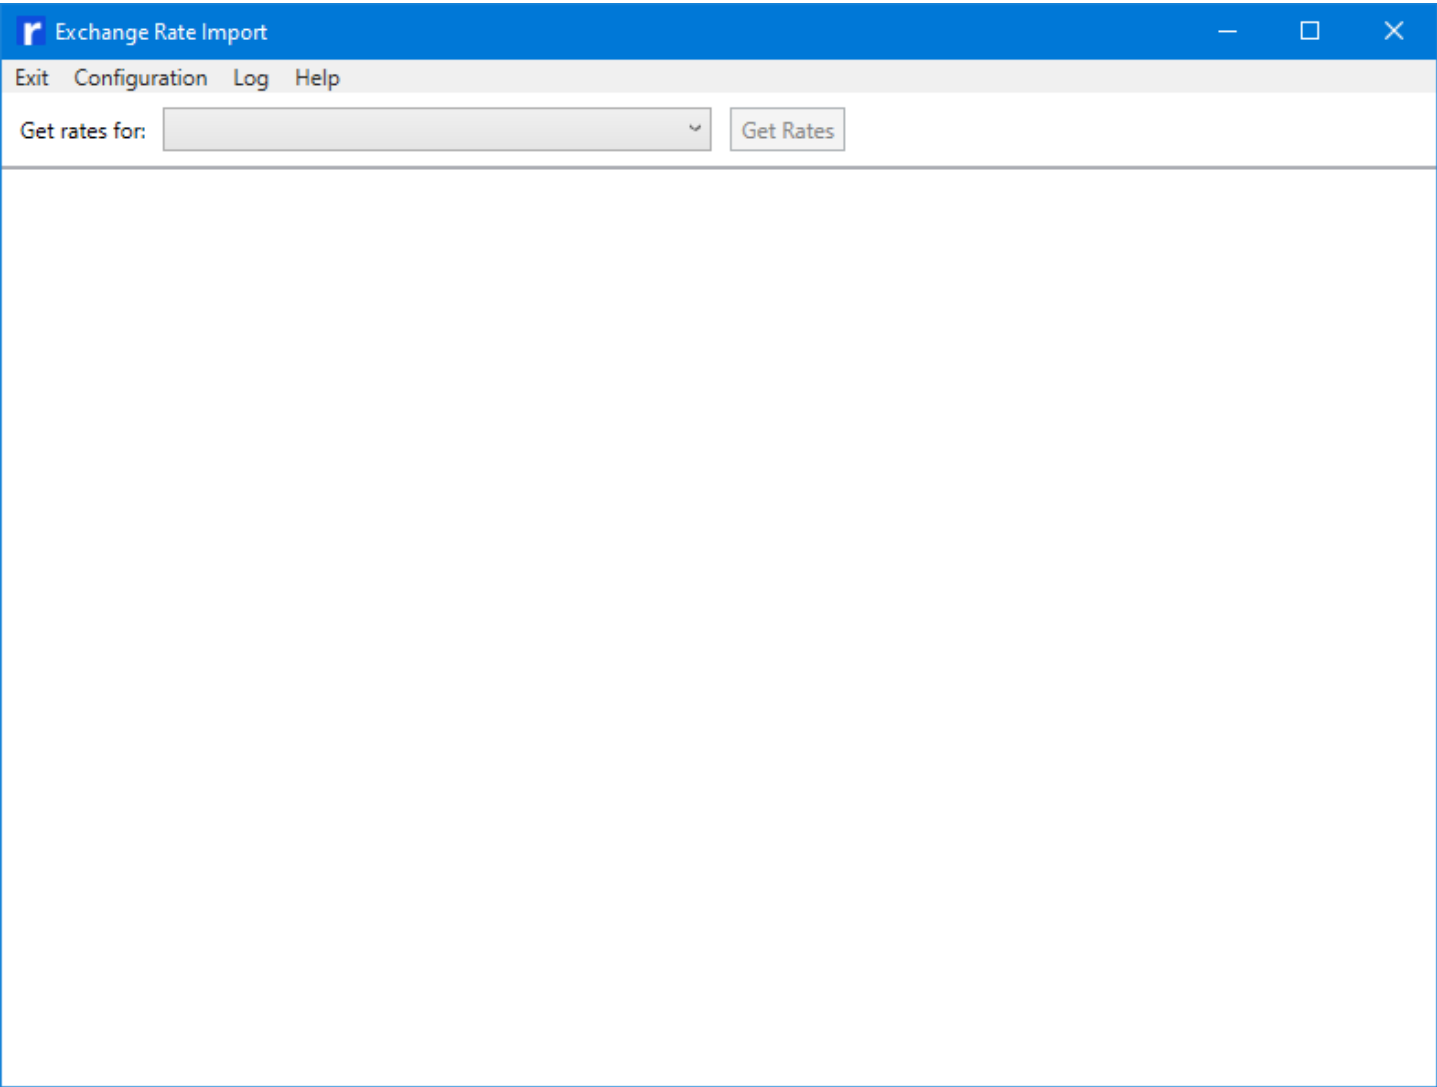 r Exchange Rate Import
Exit Configuration Log Help
Get rates for: Get Rates